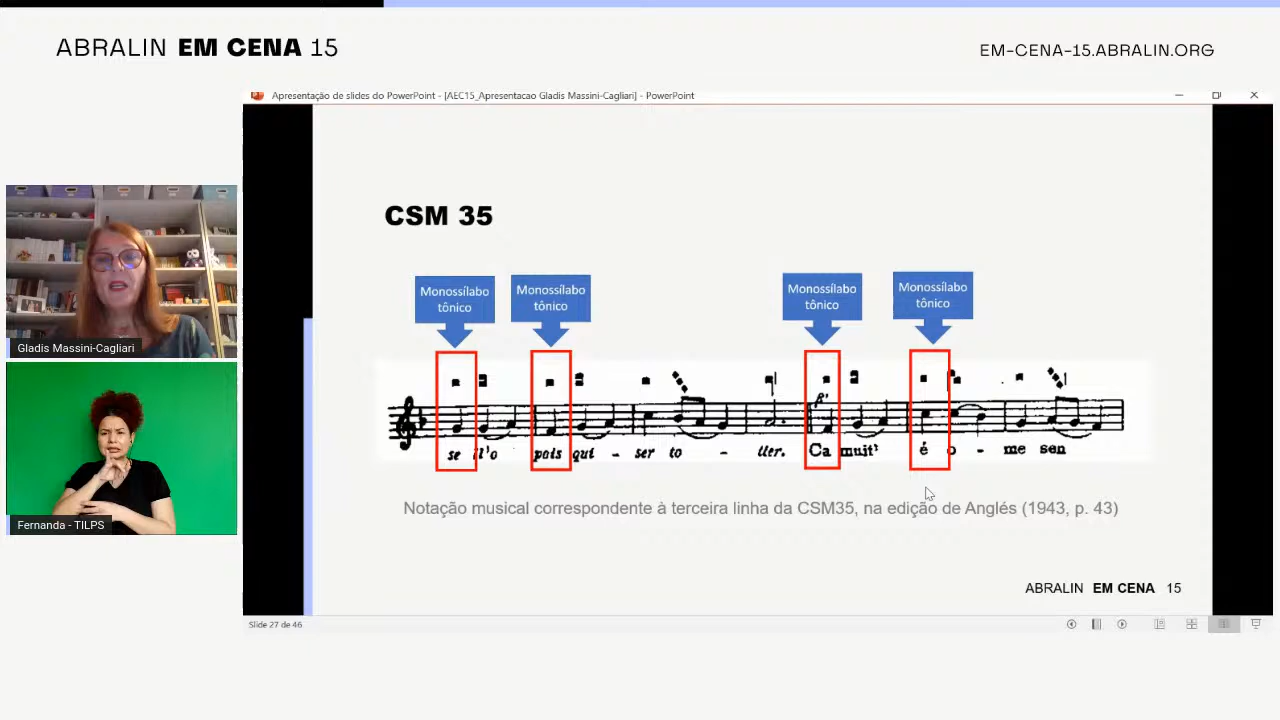 ABRALIN EM CENA 15
EM-CENA-15.ABRALIN.ORG
Apresentação de slides do PowerPoint - [AEC15_Apresentacao Gladis Massini-Cagliari] - PowerPoint
CSM 35
Monossílabo
tônico
Monossílabo
tônico
Monossílabo
tônico
Monossílabo
tônico
se pois qui - ser to - ller. Ca muit' é o - me sen
Notação musical correspondente à terceira linha da CSM35, na edição de Anglés (1943, p. 43)
ABRALIN EM CENA 15
Slide 27 de 46
Gladis Massini-Cagliari
Fernanda - TILPS